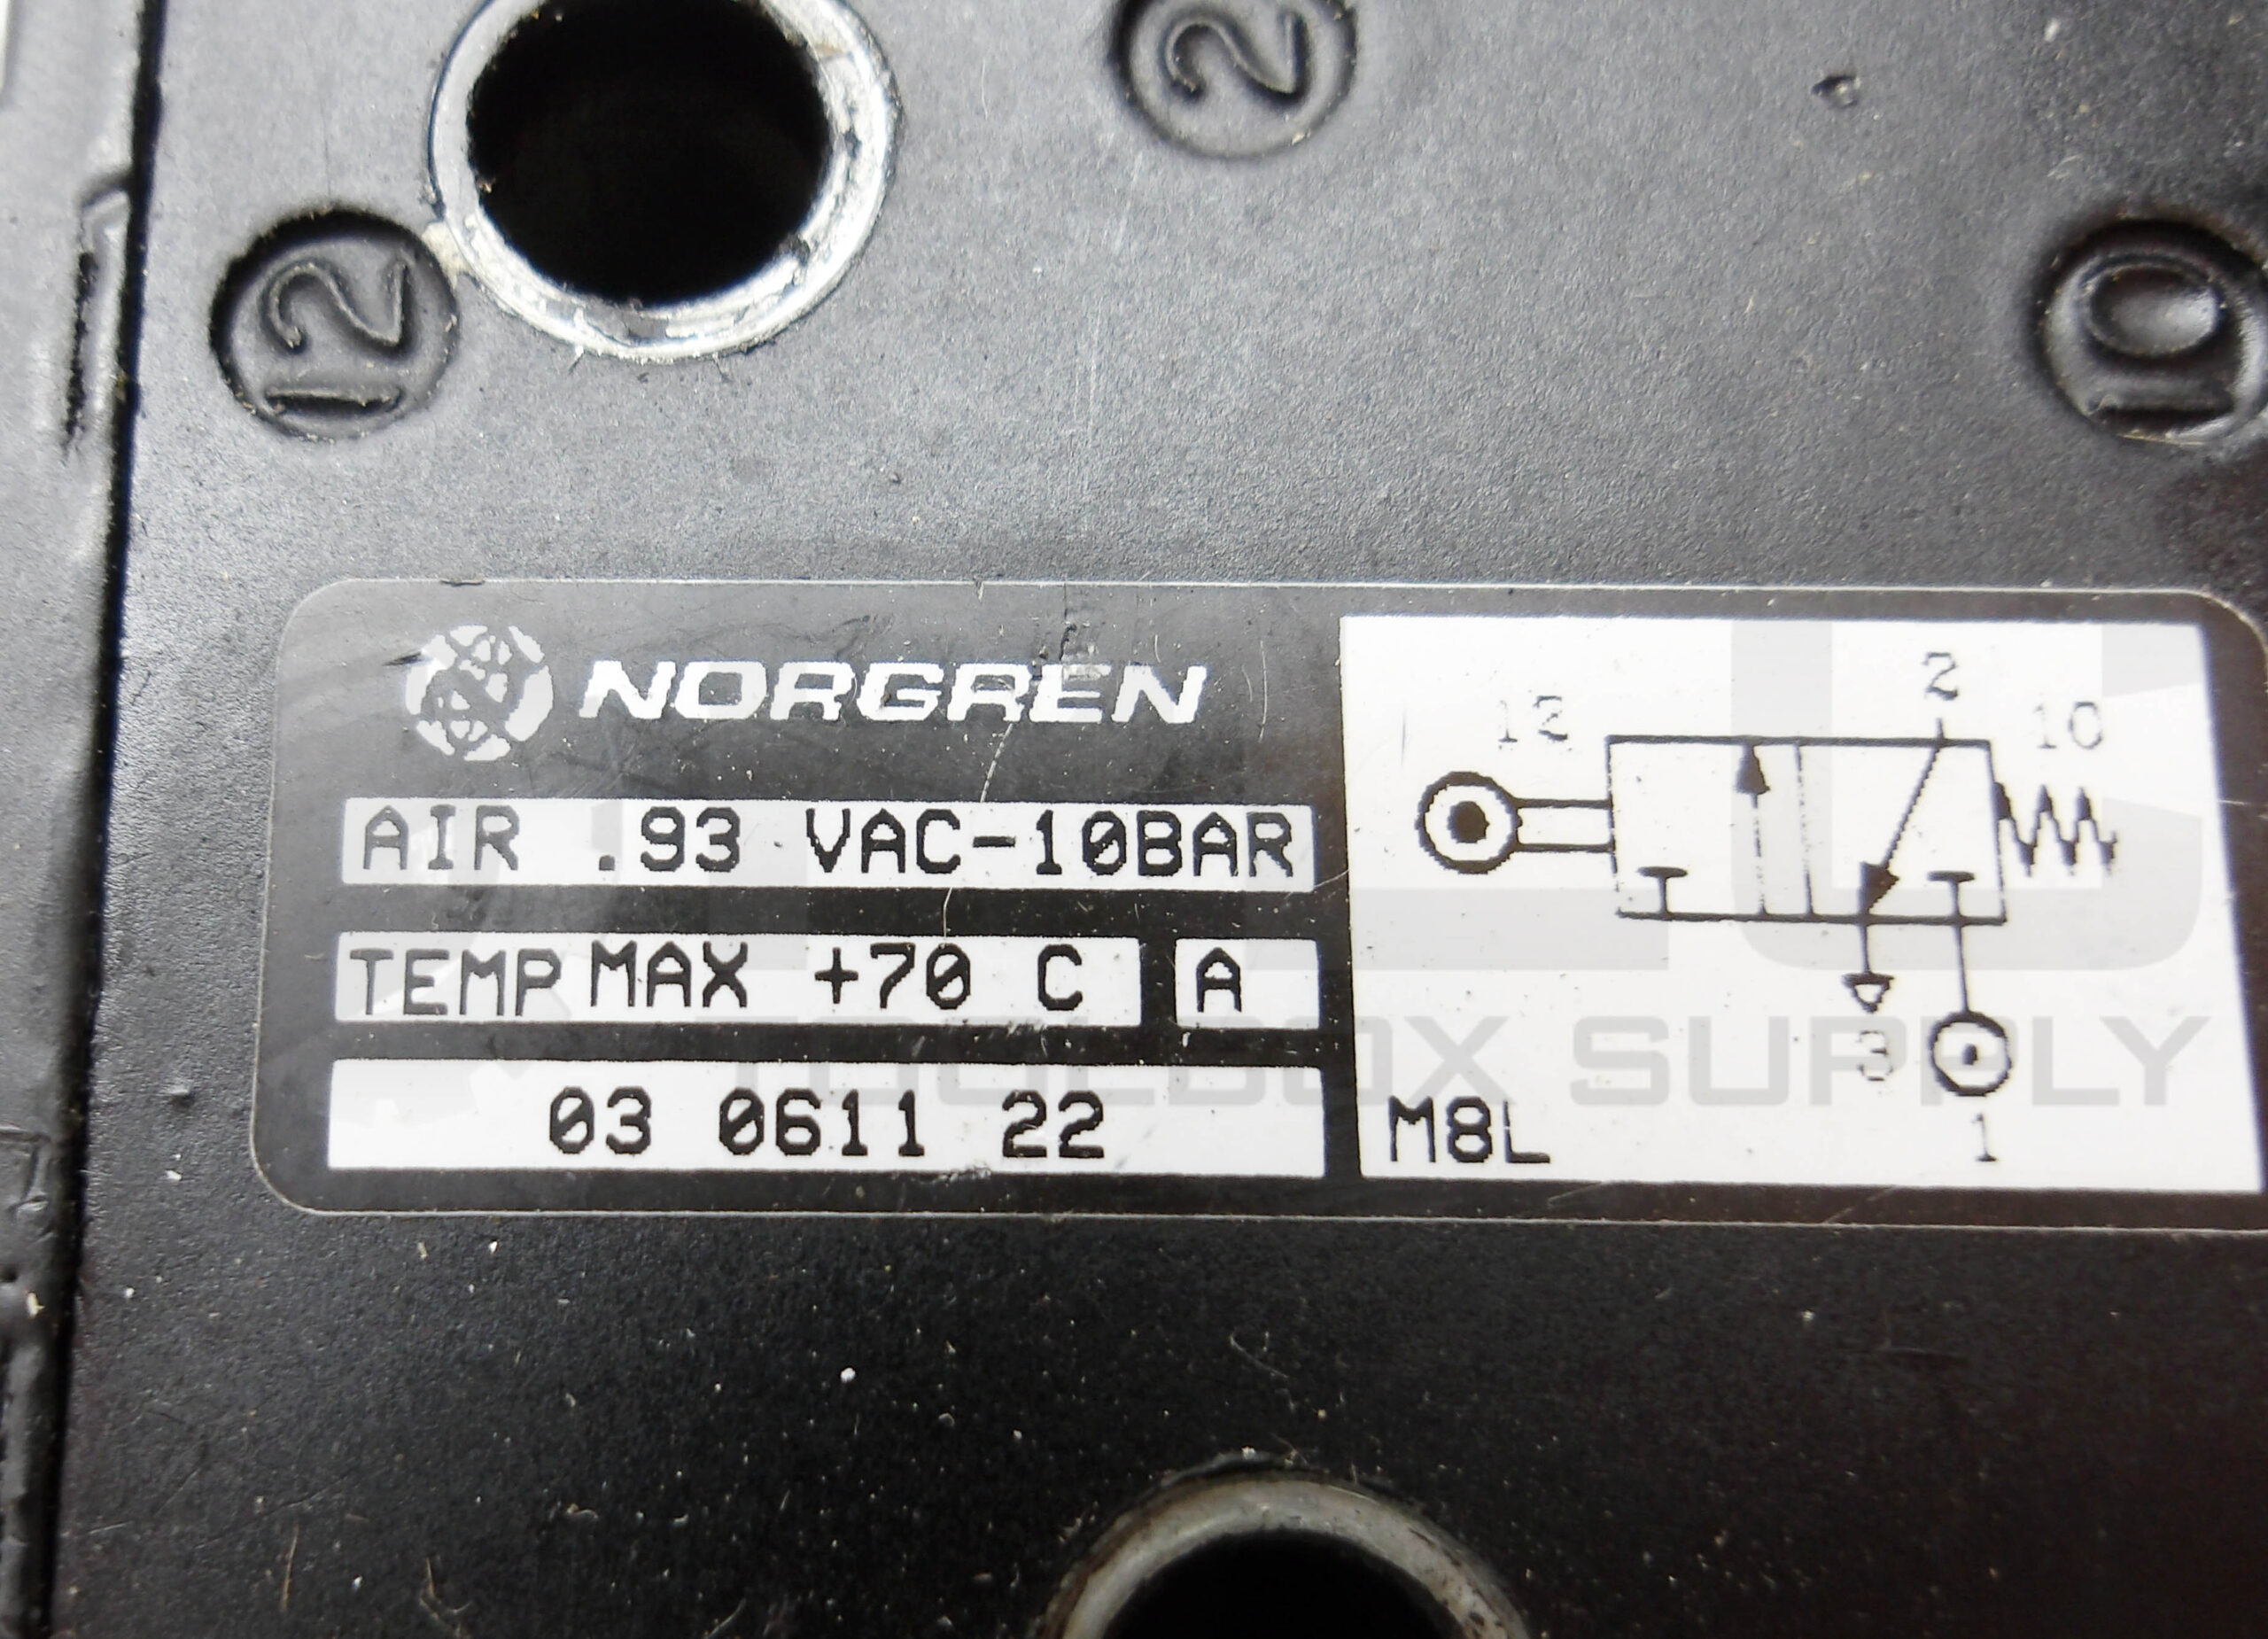 2
12
10
NORGREN
AIR .93 VAC-10BAR
TEMP MAX +70 C A
03 0611 22
12 2 10
3
1
M8L
TOOLBOX SUPPLY